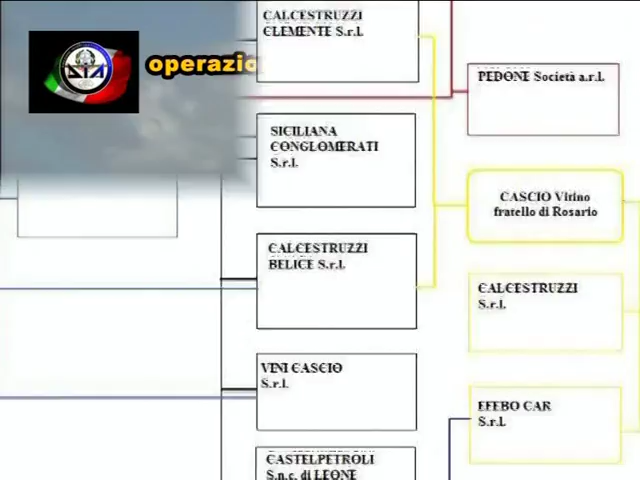 DIA
operazio
CALCESTRUZZI
CLEMENTE S.r.l.
SICILIANA
CONGLOMERATI
S.r.l.
CALCESTRUZZI
BELICE S.r.l.
VINI CASCIO
S.r.l.
CASTELPETROLI
S.n.c. di LEONE
PEDONE Società a.r.l.
CASCIO Vitino
fratello di Rosario
CALCESTRUZZI
S.r.l.
EFEBO CAR
S.r.l.